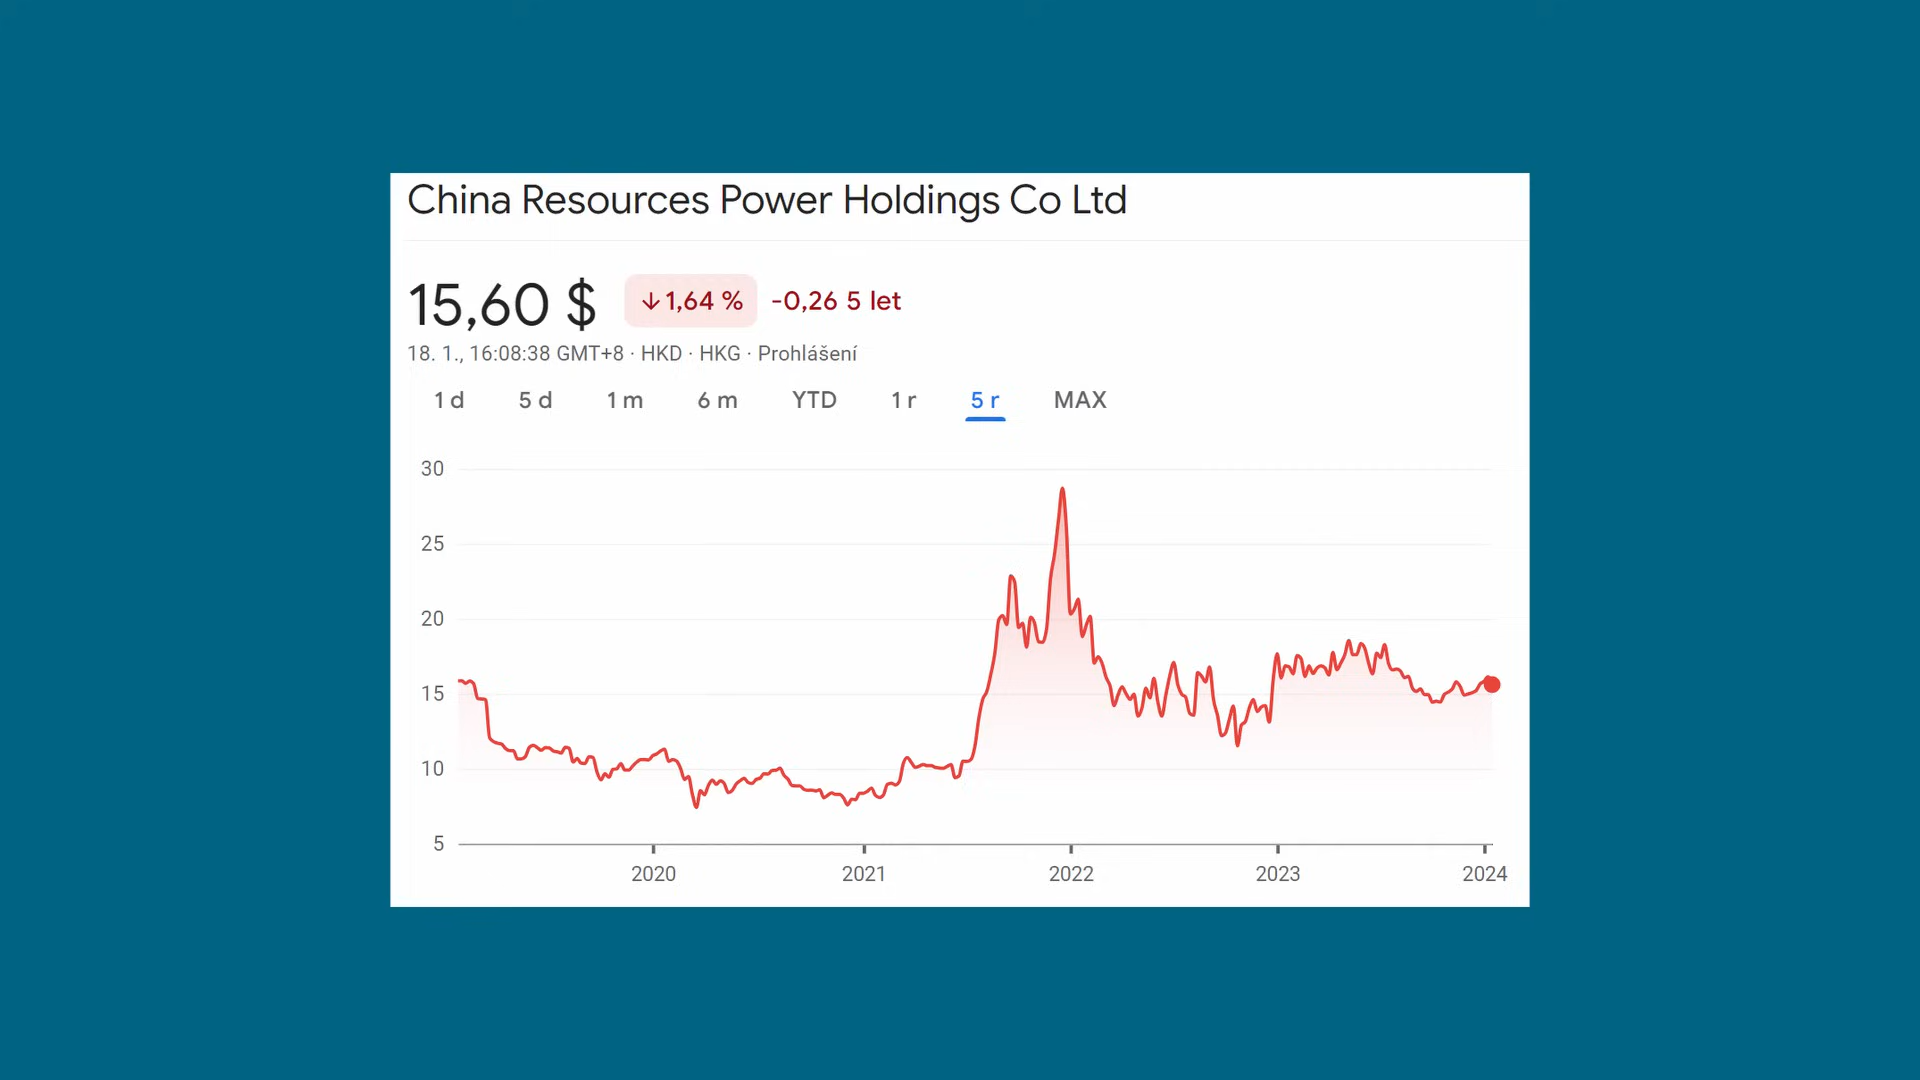 China Resources Power Holdings Co Ltd
15,60 $ ↓1,64 % -0,26 5 let
18. 1., 16:08:38 GMT+8 · HKD · HKG · Prohlášení
1 d 5 d 1 m 6 m YTD 1 r 5 r MAX
30
25
20
15
10
5
2020 2021 2022 2023 2024